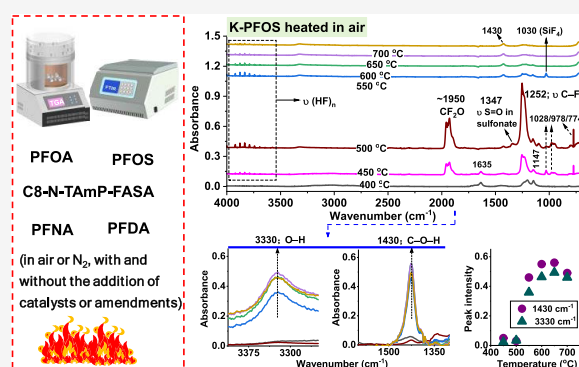 TGA
FTIR
PFOA PFOS
C8-N-TAmP-FASA
PFNA PFDA
(in air or N₂, with and
without the addition of
catalysts or amendments)
K-PFOS heated in air
1430 1030 (SiF₄)
700 °C
650 °C
600 °C
550 °C
υ (HF)ₙ
~1950
CF₂O
1347
υ S=O in
sulfonate
1252; υ C–F
1028/978/774
500 °C
1635
1147
450 °C
400 °C
Absorbance
1.5
1.2
0.9
0.6
0.3
0.0
4000 3500 3000 2500 2000 1500 1000
Wavenumber (cm⁻¹)
3330; O–H
1430; C–O–H
Absorbance
Absorbance
3375 3300
1500 1350
Wavenumber (cm⁻¹)
Peak intensity
0.6
0.4
0.2
0.0
1430 cm⁻¹
3330 cm⁻¹
400 500 600 700
Temperature (°C)